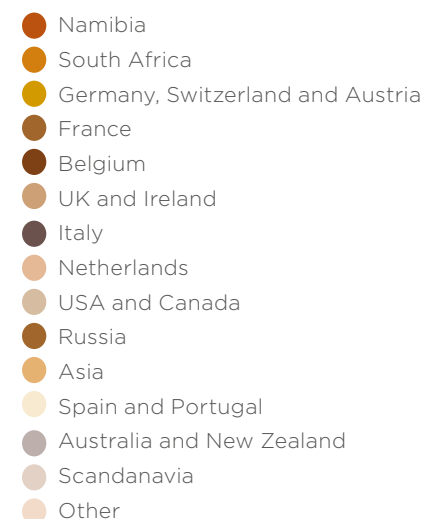 Namibia
South Africa
Germany, Switzerland and Austria
France
Belgium
UK and Ireland
Italy
Netherlands
USA and Canada
Russia
Asia
Spain and Portugal
Australia and New Zealand
Scandanavia
Other